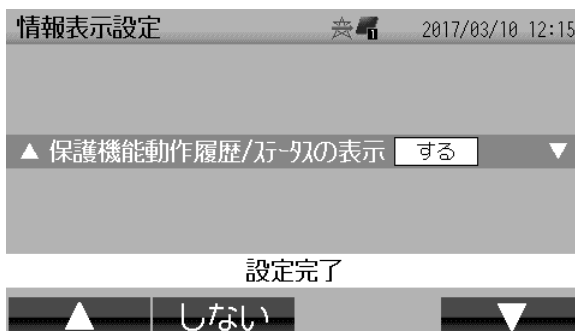 情報表示設定 1 2017/03/10 12:15
▲ 保護機能動作履歴/ステータスの表示 する ▼
設定完了
▲ しない ▼